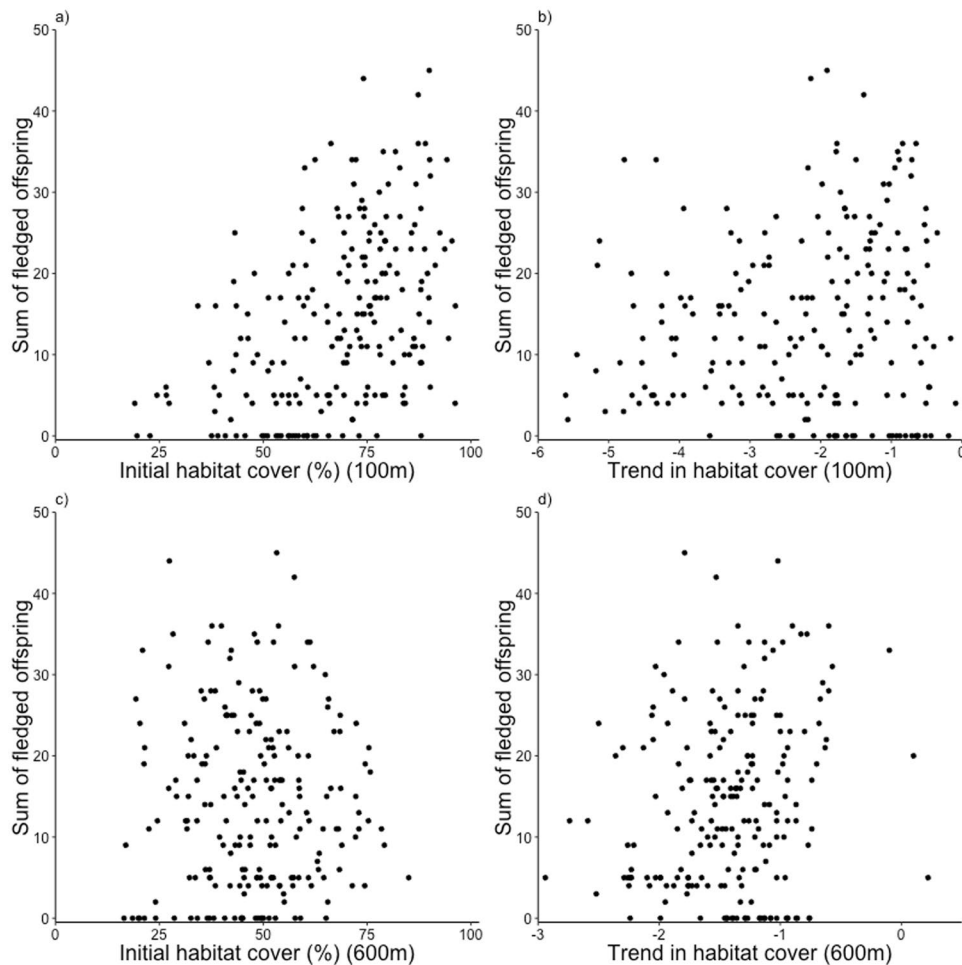 a)
50
40
30
20
10
0
Sum of fledged offspring
0 25 50 75 100
Initial habitat cover (%) (100m)
b)
50
40
30
20
10
0
Sum of fledged offspring
-6 -5 -4 -3 -2 -1 0
Trend in habitat cover (100m)
c)
50
40
30
20
10
0
Sum of fledged offspring
0 25 50 75 100
Initial habitat cover (%) (600m)
d)
50
40
30
20
10
0
Sum of fledged offspring
-3 -2 -1 0
Trend in habitat cover (600m)